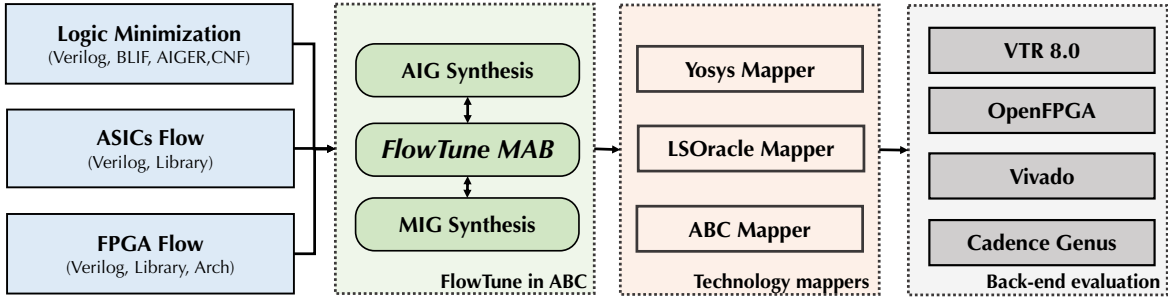 Logic Minimization
(Verilog, BLIF, AIGER,CNF)
ASICs Flow
(Verilog, Library)
FPGA Flow
(Verilog, Library, Arch)
AIG Synthesis
FlowTune MAB
MIG Synthesis
FlowTune in ABC
Yosys Mapper
LSOracle Mapper
ABC Mapper
Technology mappers
VTR 8.0
OpenFPGA
Vivado
Cadence Genus
Back-end evaluation